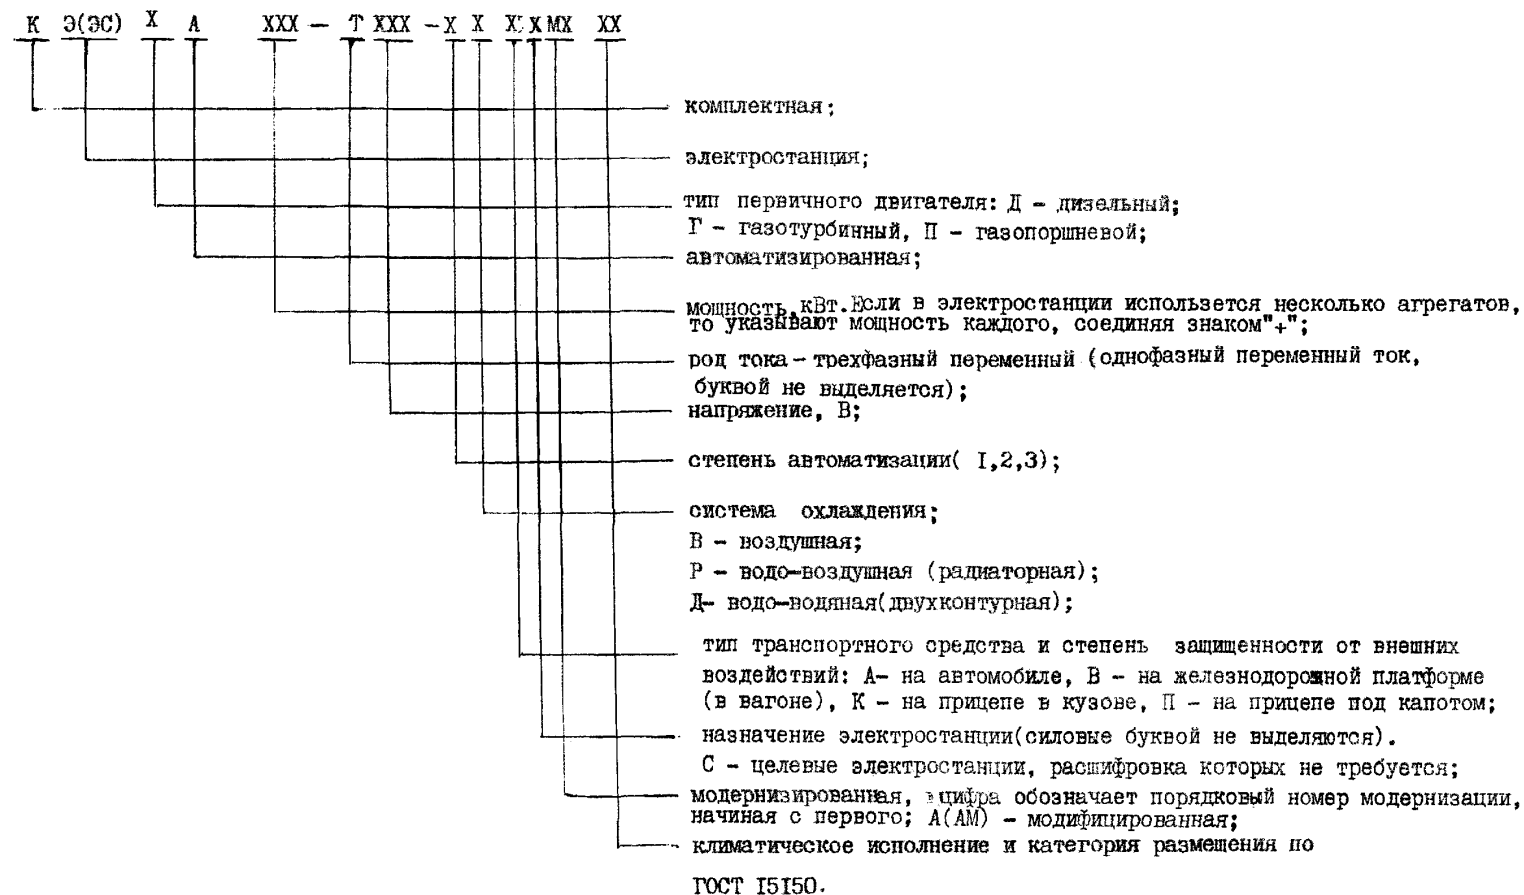 К Э(ЭС) X А XXX – Т XXX –X X X X МX XX
комплектная;
электростанция;
тип первичного двигателя: Д – дизельный;
Г – газотурбинный, П – газопоршневой;
автоматизированная;
мощность,кВт.Если в электростанции использется несколько агрегатов,
то указывают мощность каждого, соединяя знаком"+";
род тока – трехфазный переменный (однофазный переменный ток,
буквой не выделяется);
напряжение, В;
степень автоматизации( I,2,3);
система охлаждения;
В – воздушная;
Р – водо-воздушная (радиаторная);
Д– водо-водяная(двухконтурная);
тип транспортного средства и степень защищенности от внешних
воздействий: А– на автомобиле, В – на железнодорожной платформе
(в вагоне), К – на прицепе в кузове, П – на прицепе под капотом;
назначение электростанции(силовые буквой не выделяются).
С – целевые электростанции, расшифровка которых не требуется;
модернизированная, цифра обозначает порядковый номер модернизации,
начиная с первого; А(АМ) – модифицированная;
климатическое исполнение и категория размещения по
ГОСТ I5I50.